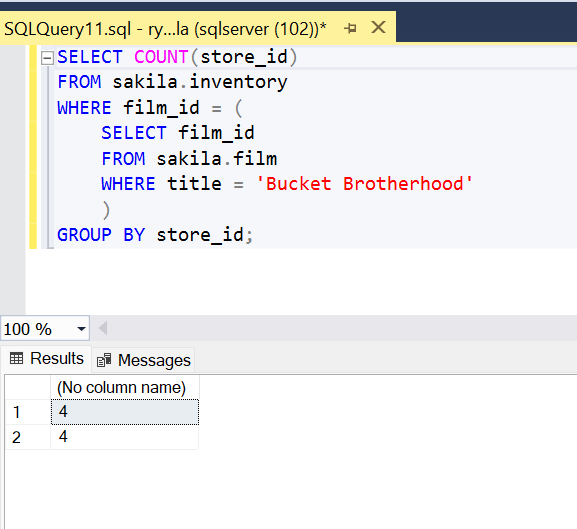 SQLQuery11.sql - ry...la (sqlserver (102))*
SELECT COUNT(store_id)
FROM sakila.inventory
WHERE film_id = (
SELECT film_id
FROM sakila.film
WHERE title = 'Bucket Brotherhood'
)
GROUP BY store_id;
100 %
Results Messages
(No column name)
1 4
2 4